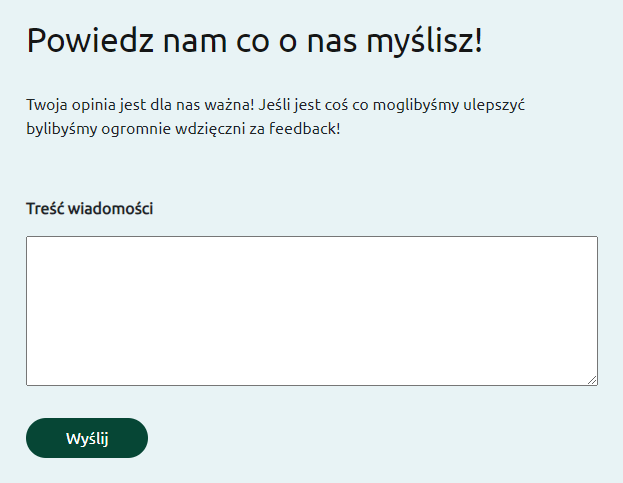 Powiedz nam co o nas myślisz!
Twoja opinia jest dla nas ważna! Jeśli jest coś co moglibyśmy ulepszyć
bylibyśmy ogromnie wdzięczni za feedback!
Treść wiadomości
Wyślij